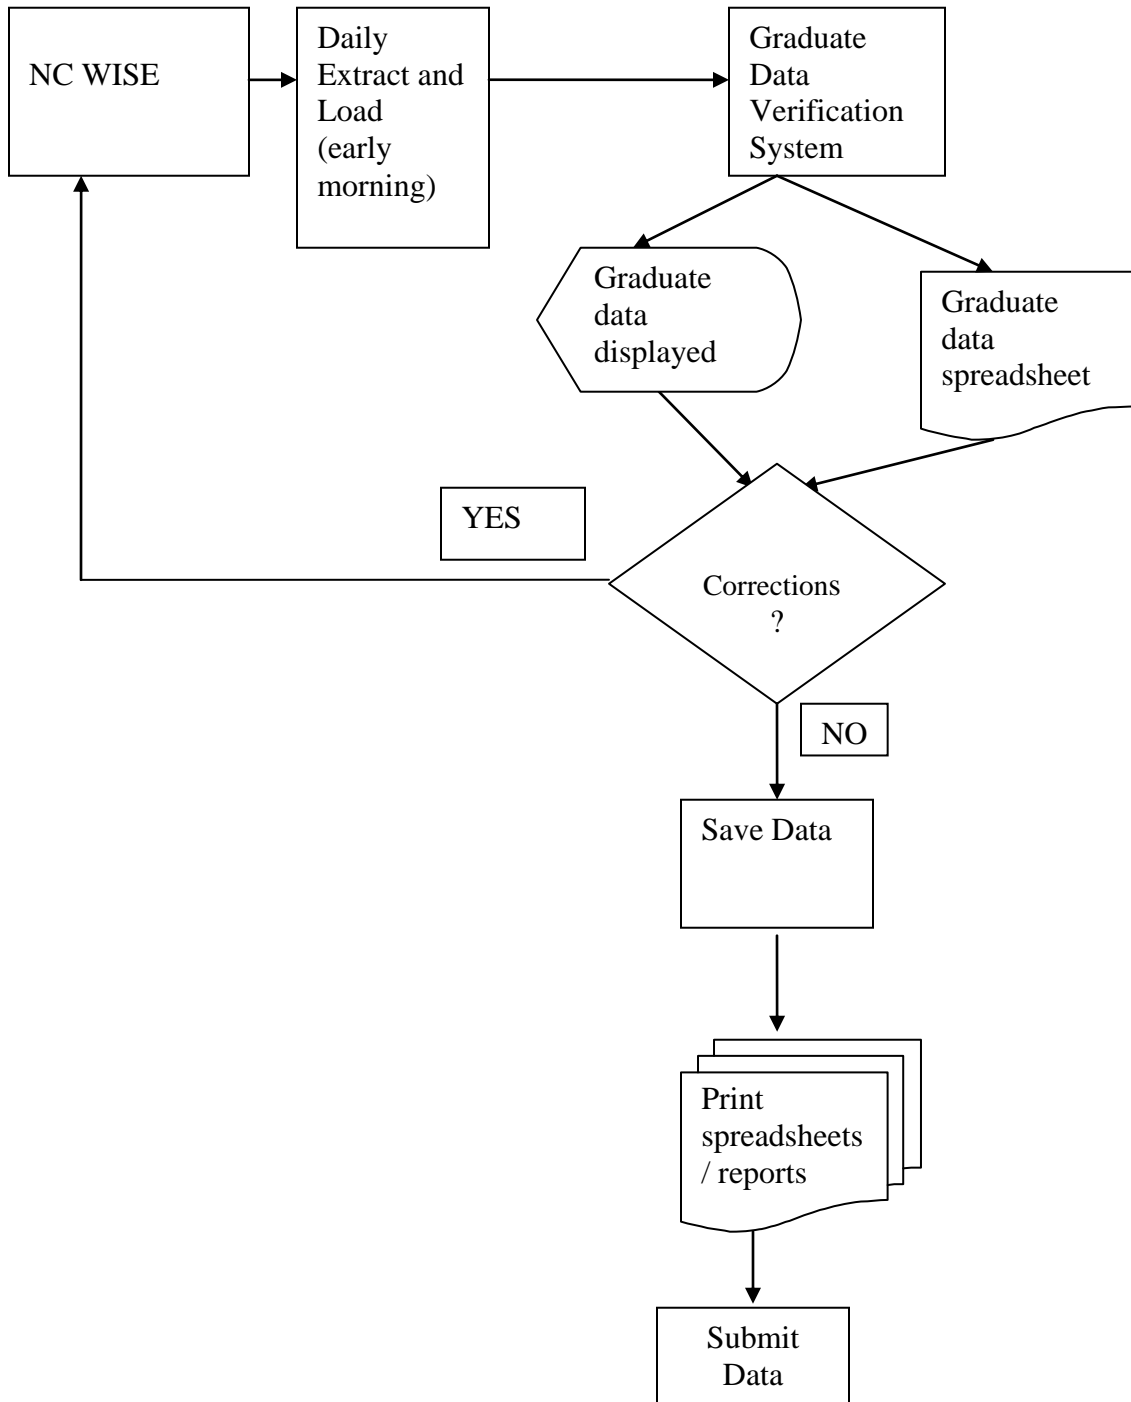 NC WISE
Daily
Extract and
Load
(early
morning)
Graduate
Data
Verification
System
Graduate
data
displayed
Graduate
data
spreadsheet
YES
Corrections
?
NO
Save Data
Print
spreadsheets
/ reports
Submit
Data